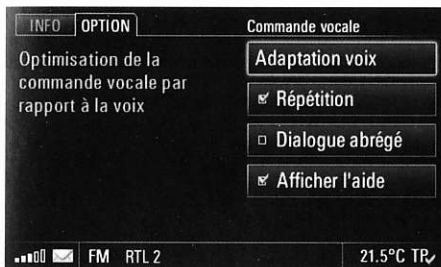 INFO OPTION
Commande vocale
Optimisation de la
commande vocale par
rapport à la voix
Adaptation voix
Répétition
Dialogue abrégé
Afficher l'aide
FM RTL 2
21.5°C TP